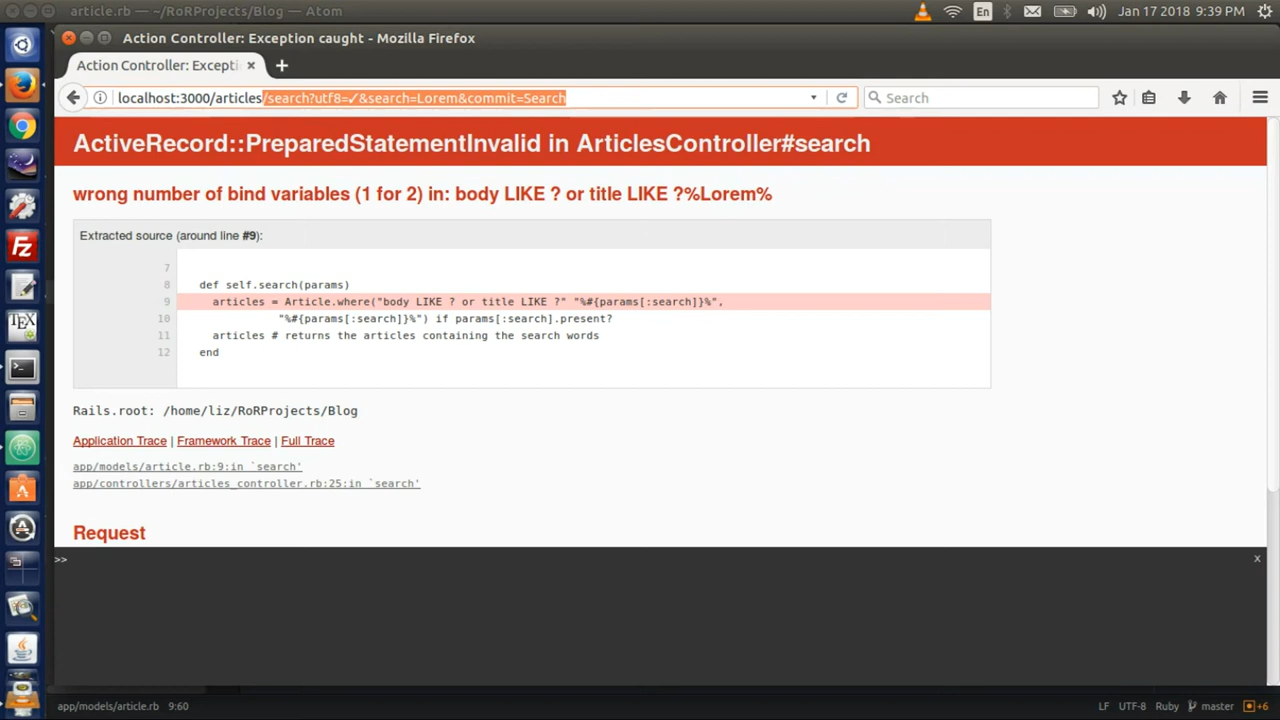 article.rb — ~/RoRProjects/Blog — Atom
En
Jan 17 2018 9:39 PM
Action Controller: Exception caught - Mozilla Firefox
Action Controller: Excepti
localhost:3000/articles/search?utf8=✓&search=Lorem&commit=Search
Search
ActiveRecord::PreparedStatementInvalid in ArticlesController#search
wrong number of bind variables (1 for 2) in: body LIKE ? or title LIKE ?%Lorem%
Extracted source (around line #9):
7
8 def self.search(params)
9 articles = Article.where("body LIKE ? or title LIKE ?" "%#{params[:search]}%",
10 "%#{params[:search]}%") if params[:search].present?
11 articles # returns the articles containing the search words
12 end
Rails.root: /home/liz/RoRProjects/Blog
Application Trace | Framework Trace | Full Trace
app/models/article.rb:9:in `search'
app/controllers/articles_controller.rb:25:in `search'
Request
>>
x
app/models/article.rb 9:60
LF UTF-8 Ruby master +6